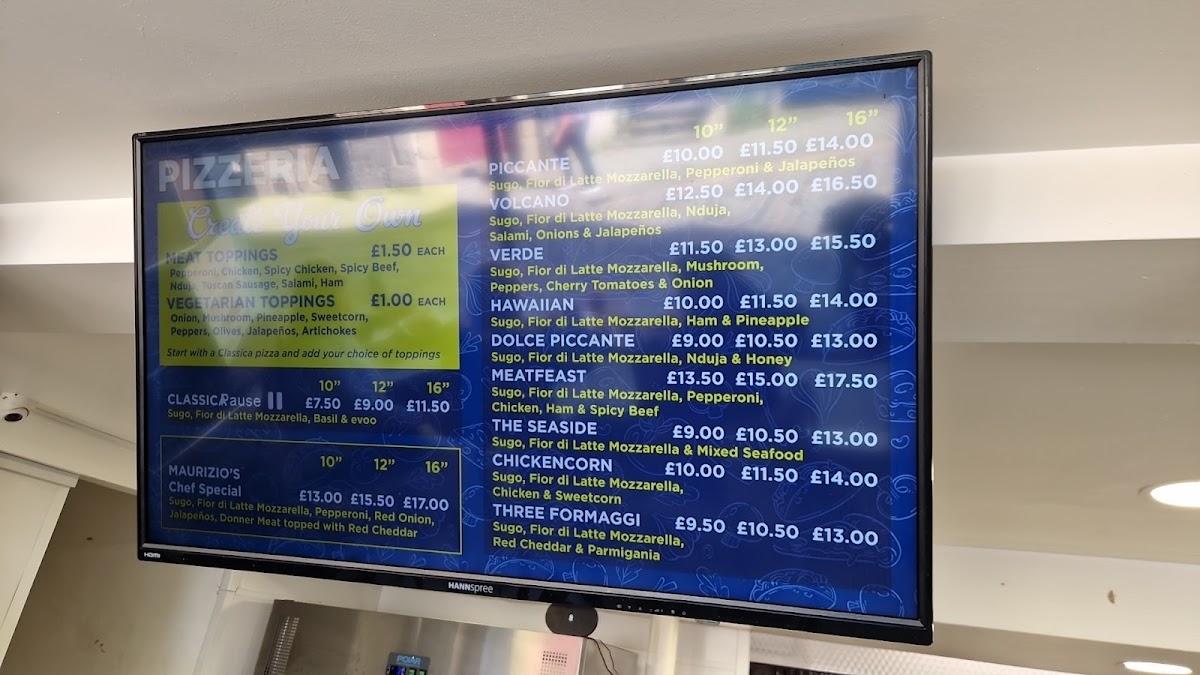 PIZZERIA
Create Your Own
MEAT TOPPINGS £1.50 EACH
Pepperoni, Chicken, Spicy Chicken, Spicy Beef,
Nduja, Tuscan Sausage, Salami, Ham
VEGETARIAN TOPPINGS £1.00 EACH
Onion, Mushroom, Pineapple, Sweetcorn,
Peppers, Olives, Jalapeños, Artichokes
Start with a Classica pizza and add your choice of toppings
10” 12” 16”
CLASSICA £7.50 £9.00 £11.50
Sugo, Fior di Latte Mozzarella, Basil & evoo
Pause
10” 12” 16”
MAURIZIO'S
Chef Special £13.00 £15.50 £17.00
Sugo, Fior di Latte Mozzarella, Pepperoni, Red Onion,
Jalapeños, Donner Meat topped with Red Cheddar
10” 12” 16”
PICCANTE £10.00 £11.50 £14.00
Sugo, Fior di Latte Mozzarella, Pepperoni & Jalapeños
VOLCANO £12.50 £14.00 £16.50
Sugo, Fior di Latte Mozzarella, Nduja,
Salami, Onions & Jalapeños
VERDE £11.50 £13.00 £15.50
Sugo, Fior di Latte Mozzarella, Mushroom,
Peppers, Cherry Tomatoes & Onion
HAWAIIAN £10.00 £11.50 £14.00
Sugo, Fior di Latte Mozzarella, Ham & Pineapple
DOLCE PICCANTE £9.00 £10.50 £13.00
Sugo, Fior di Latte Mozzarella, Nduja & Honey
MEATFEAST £13.50 £15.00 £17.50
Sugo, Fior di Latte Mozzarella, Pepperoni,
Chicken, Ham & Spicy Beef
THE SEASIDE £9.00 £10.50 £13.00
Sugo, Fior di Latte Mozzarella & Mixed Seafood
CHICKENCORN £10.00 £11.50 £14.00
Sugo, Fior di Latte Mozzarella,
Chicken & Sweetcorn
THREE FORMAGGI £9.50 £10.50 £13.00
Sugo, Fior di Latte Mozzarella,
Red Cheddar & Parmigania
HDMI
HANNspree
POLAR